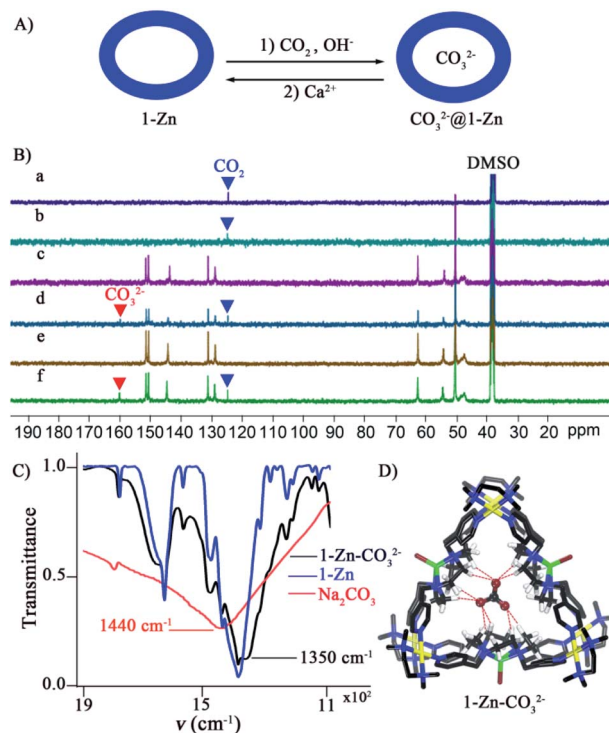 A)
1) CO₂ , OH⁻
2) Ca²⁺
CO₃²⁻
1-Zn
CO₃²⁻@1-Zn
B)
DMSO
CO₂
a
b
c
CO₃²⁻
d
e
f
190 180 170 160 150 140 130 120 110 100 90 80 70 60 50 40 30 20 ppm
C)
D)
1.0
Transmittance
0.5
0.0
1-Zn-CO₃²⁻
1-Zn
Na₂CO₃
1440 cm⁻¹
1350 cm⁻¹
19 15 11 x10²
ν (cm⁻¹)
1-Zn-CO₃²⁻